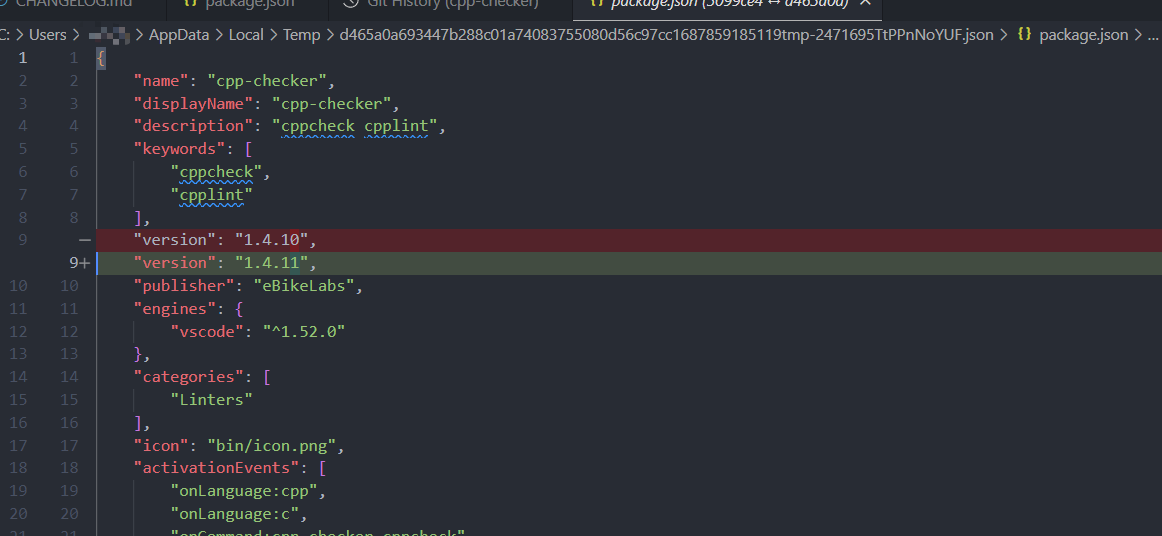 CHANGELOG.md package.json Git History (cpp-checker) package.json (5099ce4 ↔ d465a0a)
C: > Users > > AppData > Local > Temp > d465a0a693447b288c01a74083755080d56c97cc1687859185119tmp-2471695TtPPnNoYUF.json > {} package.json > ...
1 1 {
2 2 "name": "cpp-checker",
3 3 "displayName": "cpp-checker",
4 4 "description": "cppcheck cpplint",
5 5 "keywords": [
6 6 "cppcheck",
7 7 "cpplint"
8 8 ],
9 − "version": "1.4.10",
9+ "version": "1.4.11",
10 10 "publisher": "eBikeLabs",
11 11 "engines": {
12 12 "vscode": "^1.52.0"
13 13 },
14 14 "categories": [
15 15 "Linters"
16 16 ],
17 17 "icon": "bin/icon.png",
18 18 "activationEvents": [
19 19 "onLanguage:cpp",
20 20 "onLanguage:c",
21 21 "onCommand:cpp-checker.cppcheck",